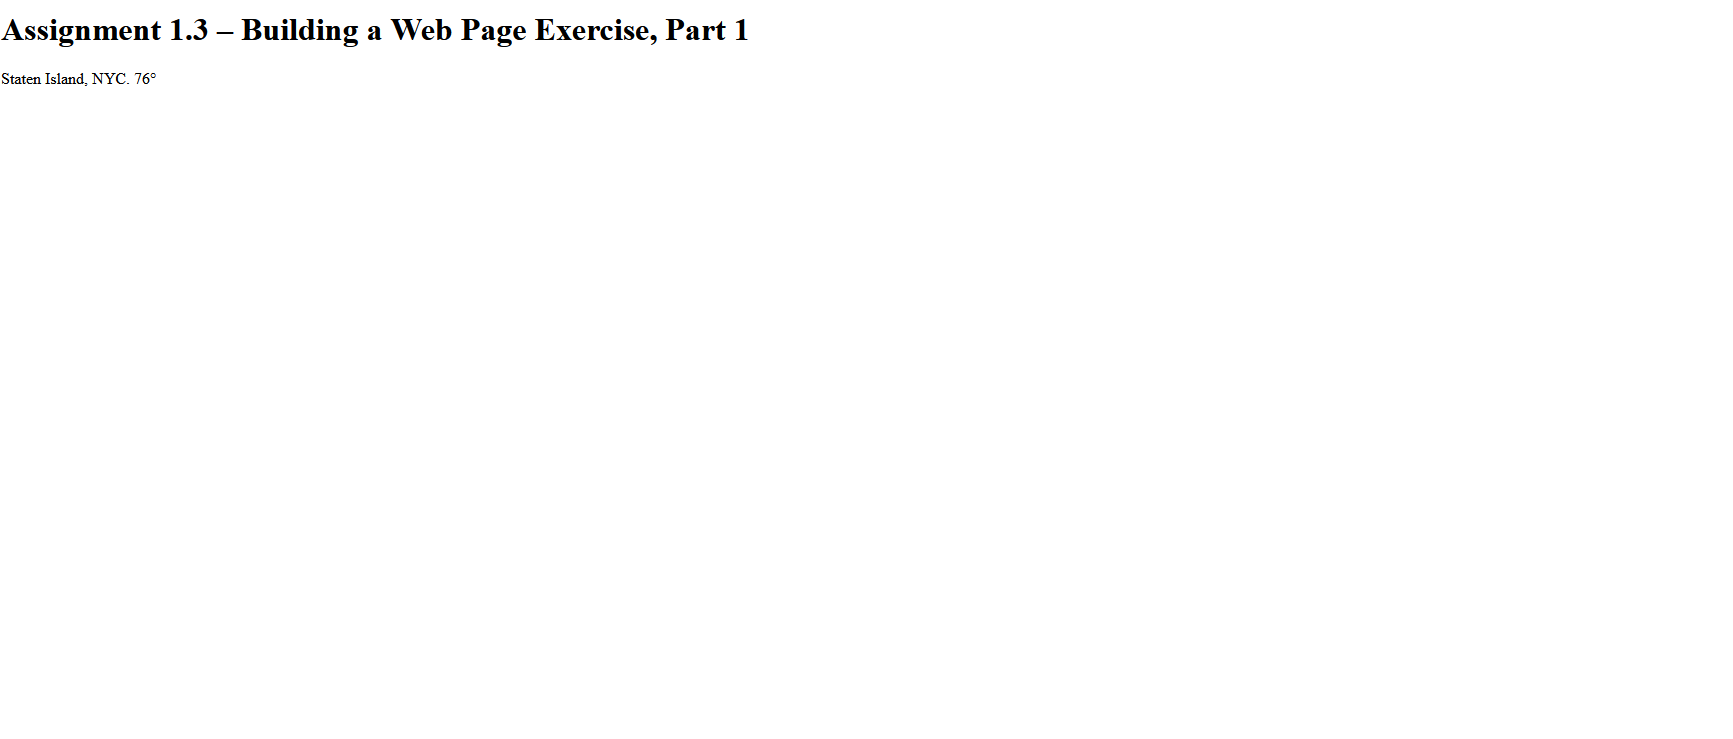 Assignment 1.3 – Building a Web Page Exercise, Part 1
Staten Island, NYC. 76°